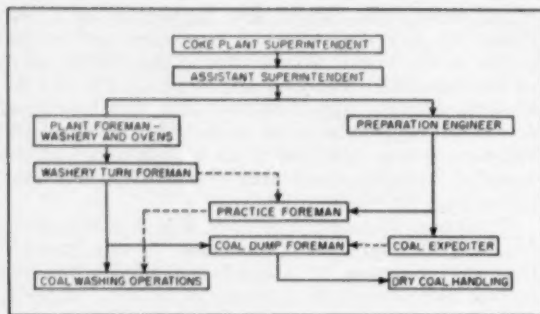 COKE PLANT SUPERINTENDENT
ASSISTANT SUPERINTENDENT
PLANT FOREMAN -
WASHERY AND OVENS
PREPARATION ENGINEER
WASHERY TURN FOREMAN
PRACTICE FOREMAN
COAL DUMP FOREMAN
COAL EXPEDITER
COAL WASHING OPERATIONS
DRY COAL HANDLING